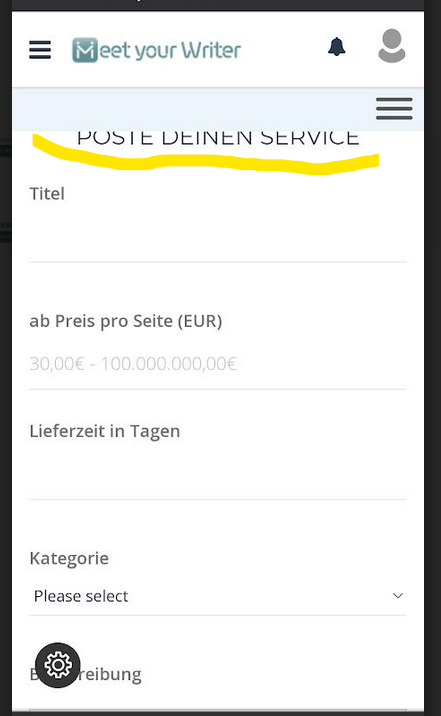 Meet your Writer
POSTE DEINEN SERVICE
Titel
ab Preis pro Seite (EUR)
30,00€ - 100.000.000,00€
Lieferzeit in Tagen
Kategorie
Please select